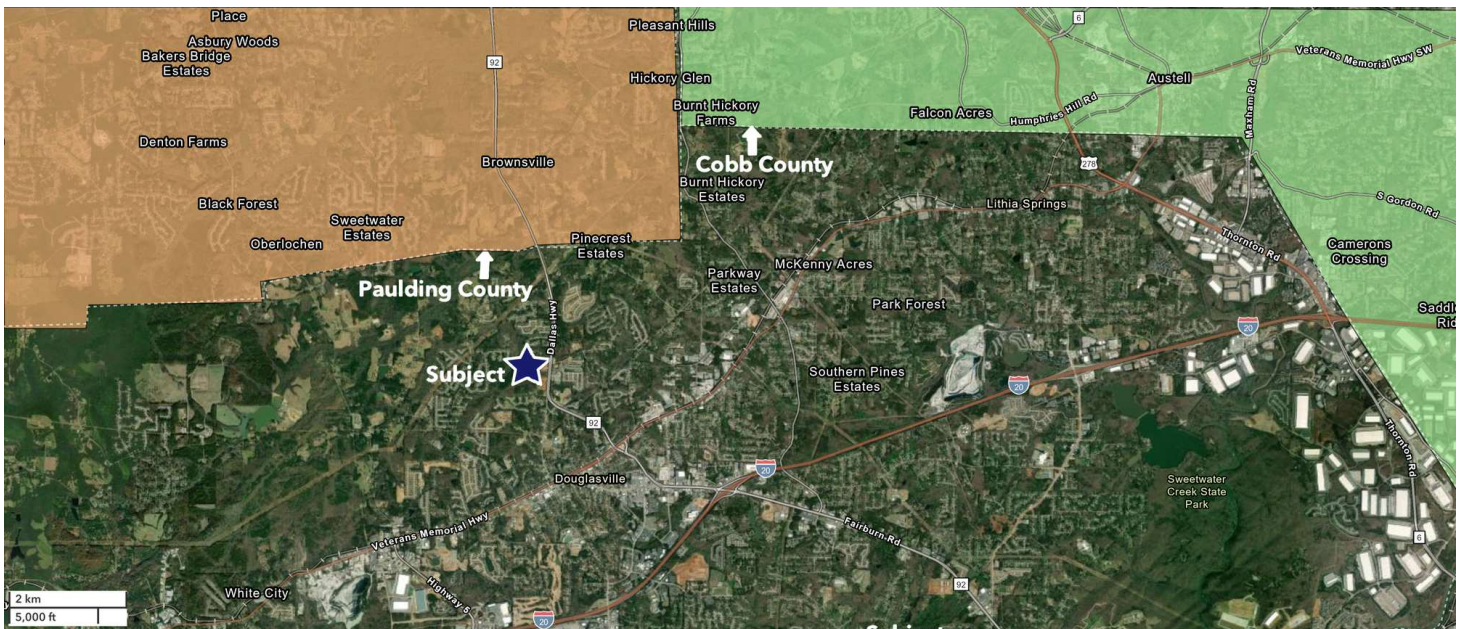 Place
Asbury Woods
Bakers Bridge
Estates
92
Pleasant Hills
6
Veterans Memorial Hwy SW
Hickory Glen
Austell
Burnt Hickory
Farms
Falcon Acres
Humphries Hill Rd
Maxham Rd
Denton Farms
Brownsville
Cobb County
278
Burnt Hickory
Estates
Black Forest
Lithia Springs
S Gordon Rd
Sweetwater
Estates
Oberlochen
Pinecrest
Estates
Thornton Rd
Camerons
Crossing
Paulding County
Parkway
Estates
McKenny Acres
Park Forest
Dallas Hwy
20
Subject
Southern Pines
Estates
20
92
Thornton Rd
Douglasville
20
Sweetwater
Creek State
Park
Veterans Memorial Hwy
Fairburn Rd
6
White City
Highway 5
92
2 km
5,000 ft
20